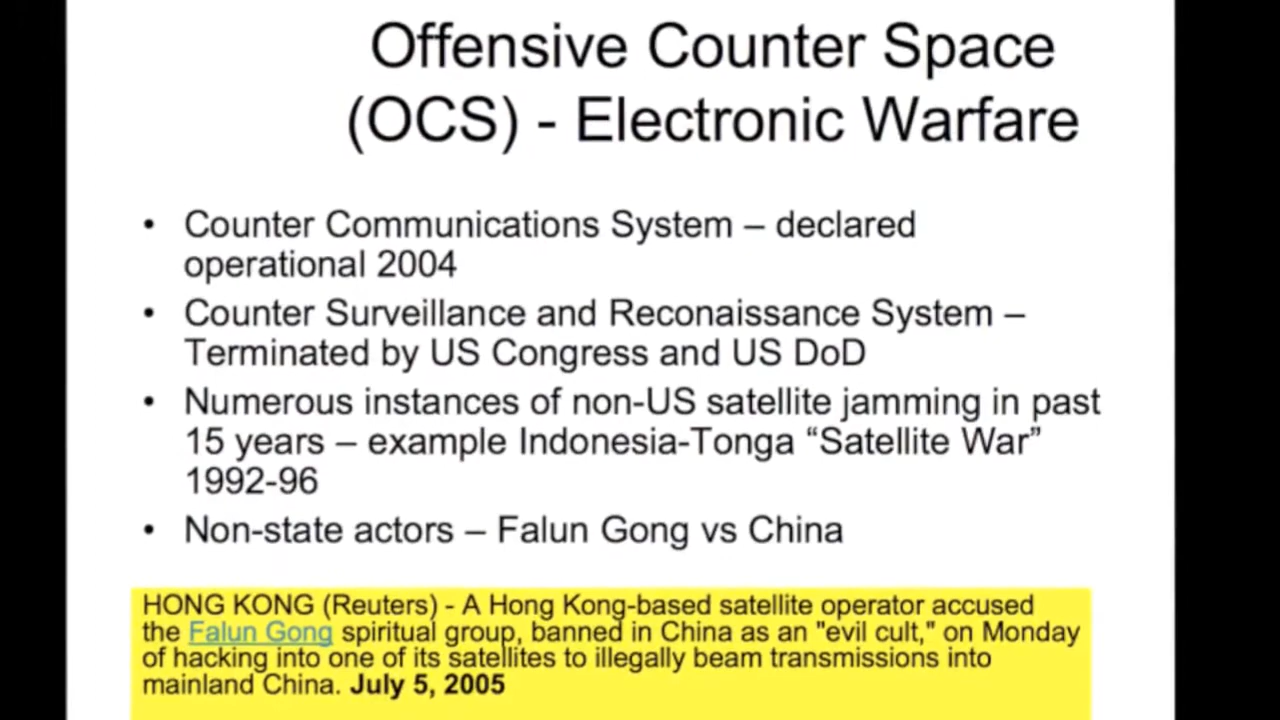 Offensive Counter Space
(OCS) - Electronic Warfare
• Counter Communications System – declared
operational 2004
• Counter Surveillance and Reconaissance System –
Terminated by US Congress and US DoD
• Numerous instances of non-US satellite jamming in past
15 years – example Indonesia-Tonga “Satellite War”
1992-96
• Non-state actors – Falun Gong vs China
HONG KONG (Reuters) - A Hong Kong-based satellite operator accused
the Falun Gong spiritual group, banned in China as an "evil cult," on Monday
of hacking into one of its satellites to illegally beam transmissions into
mainland China. July 5, 2005